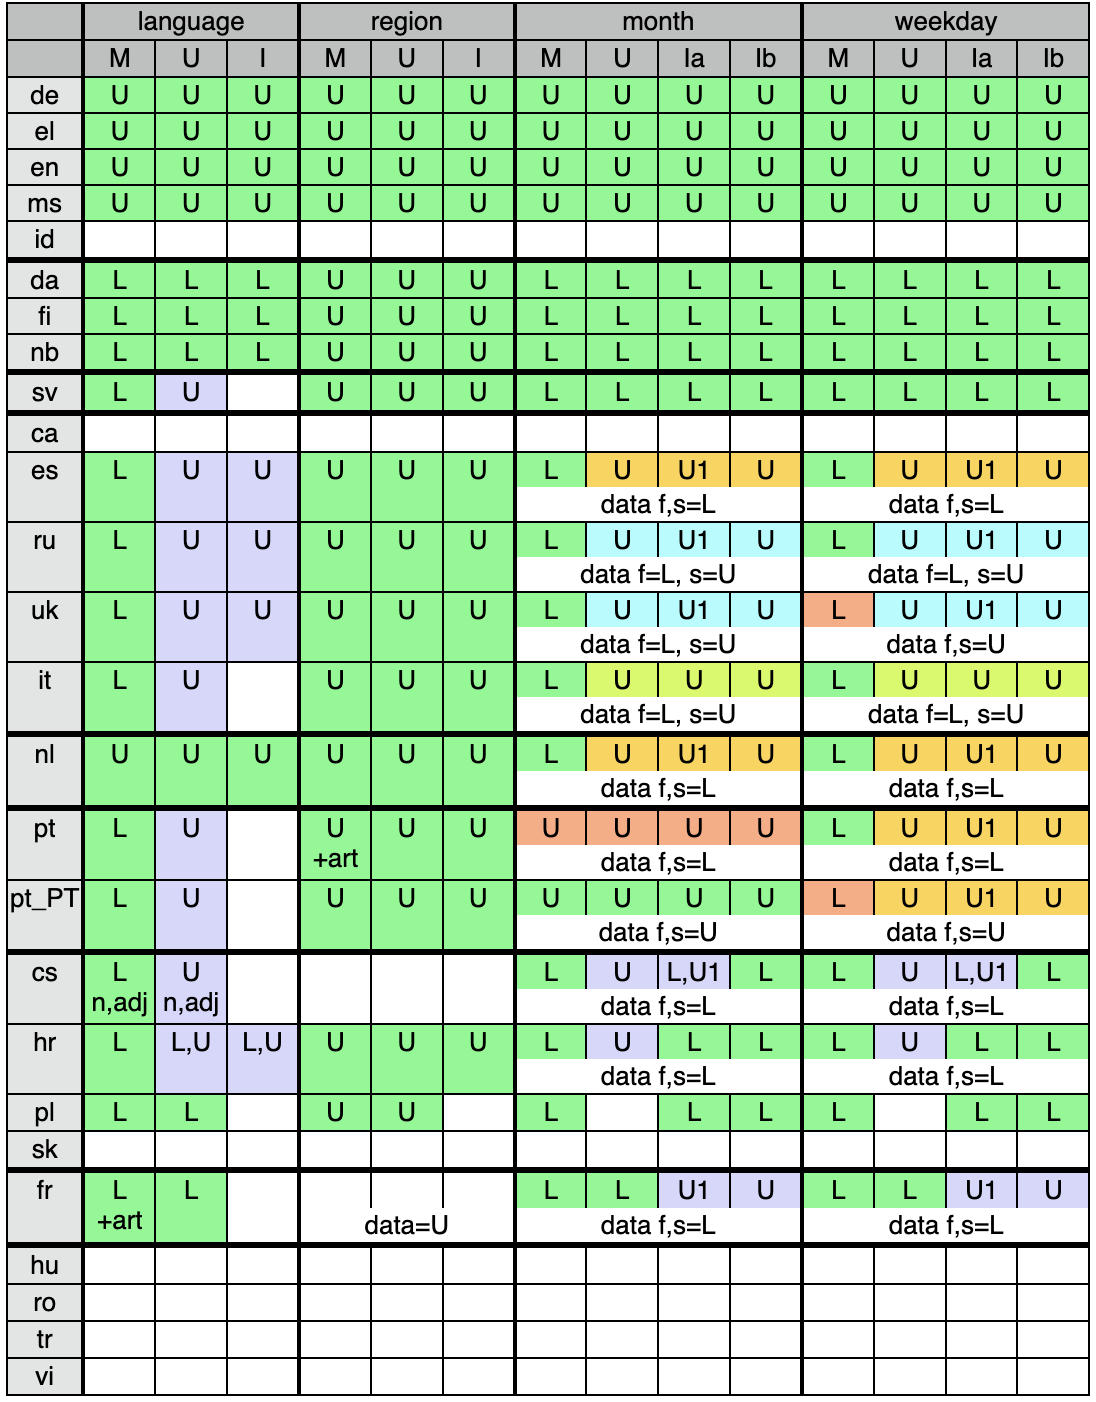 language region month weekday
M U I M U I M U Ia Ib M U Ia Ib
de U U U U U U U U U U U U U U
el U U U U U U U U U U U U U U
en U U U U U U U U U U U U U U
ms U U U U U U U U U U U U U U
id
da L L L U U U L L L L L L L L
fi L L L U U U L L L L L L L L
nb L L L U U U L L L L L L L L
sv L U U U U L L L L L L L L
ca
es L U U U U U L U U1 U L U U1 U
data f,s=L data f,s=L
ru L U U U U U L U U1 U L U U1 U
data f=L, s=U data f=L, s=U
uk L U U U U U L U U1 U L U U1 U
data f=L, s=U data f,s=U
it L U U U U L U U U L U U U
data f=L, s=U data f=L, s=U
nl U U U U U U L U U1 U L U U1 U
data f,s=L data f,s=L
pt L U U U U U U U U L U U1 U
+art data f,s=L data f,s=L
pt_PT L U U U U U U U U L U U1 U
data f,s=U data f,s=U
cs L U L U L,U1 L L U L,U1 L
n,adj n,adj data f,s=L data f,s=L
hr L L,U L,U U U U L U L L L U L L
data f,s=L data f,s=L
pl L L U U L L L L L L
sk
fr L L L L U1 U L L U1 U
+art data=U data f,s=L data f,s=L
hu
ro
tr
vi